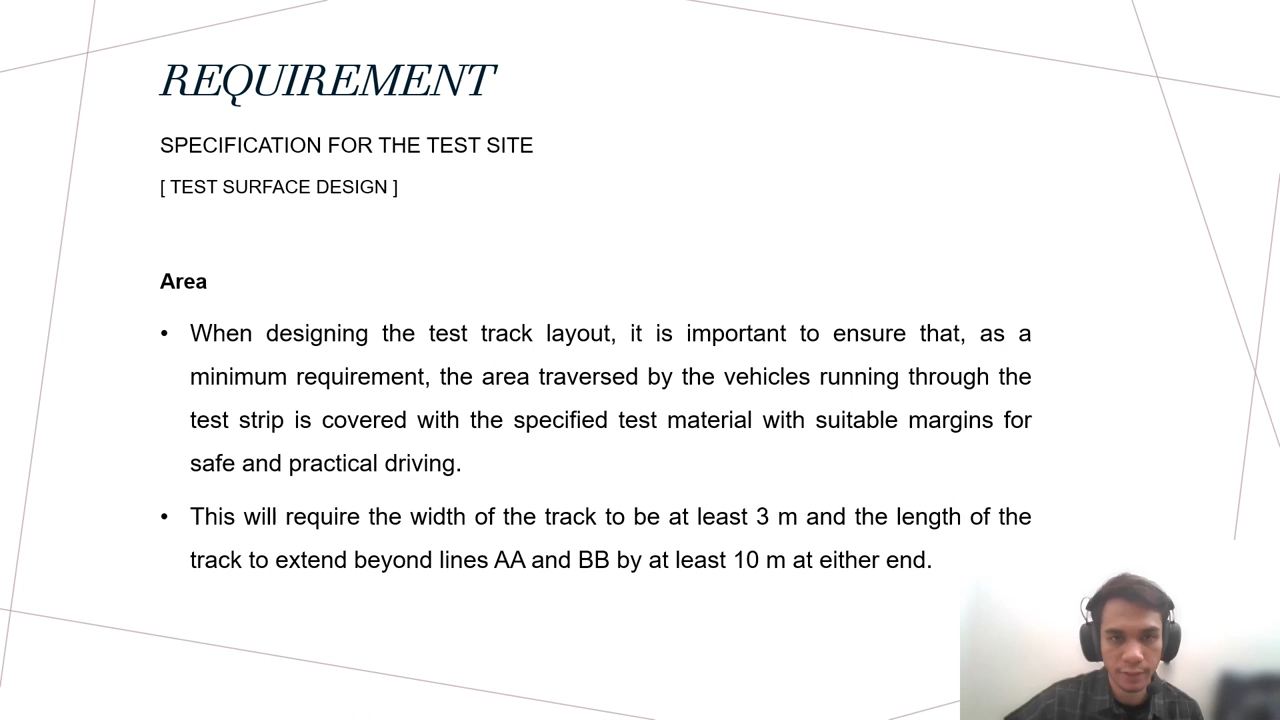 REQUIREMENT
SPECIFICATION FOR THE TEST SITE
[ TEST SURFACE DESIGN ]
Area
• When designing the test track layout, it is important to ensure that, as a
minimum requirement, the area traversed by the vehicles running through the
test strip is covered with the specified test material with suitable margins for
safe and practical driving.
• This will require the width of the track to be at least 3 m and the length of the
track to extend beyond lines AA and BB by at least 10 m at either end.